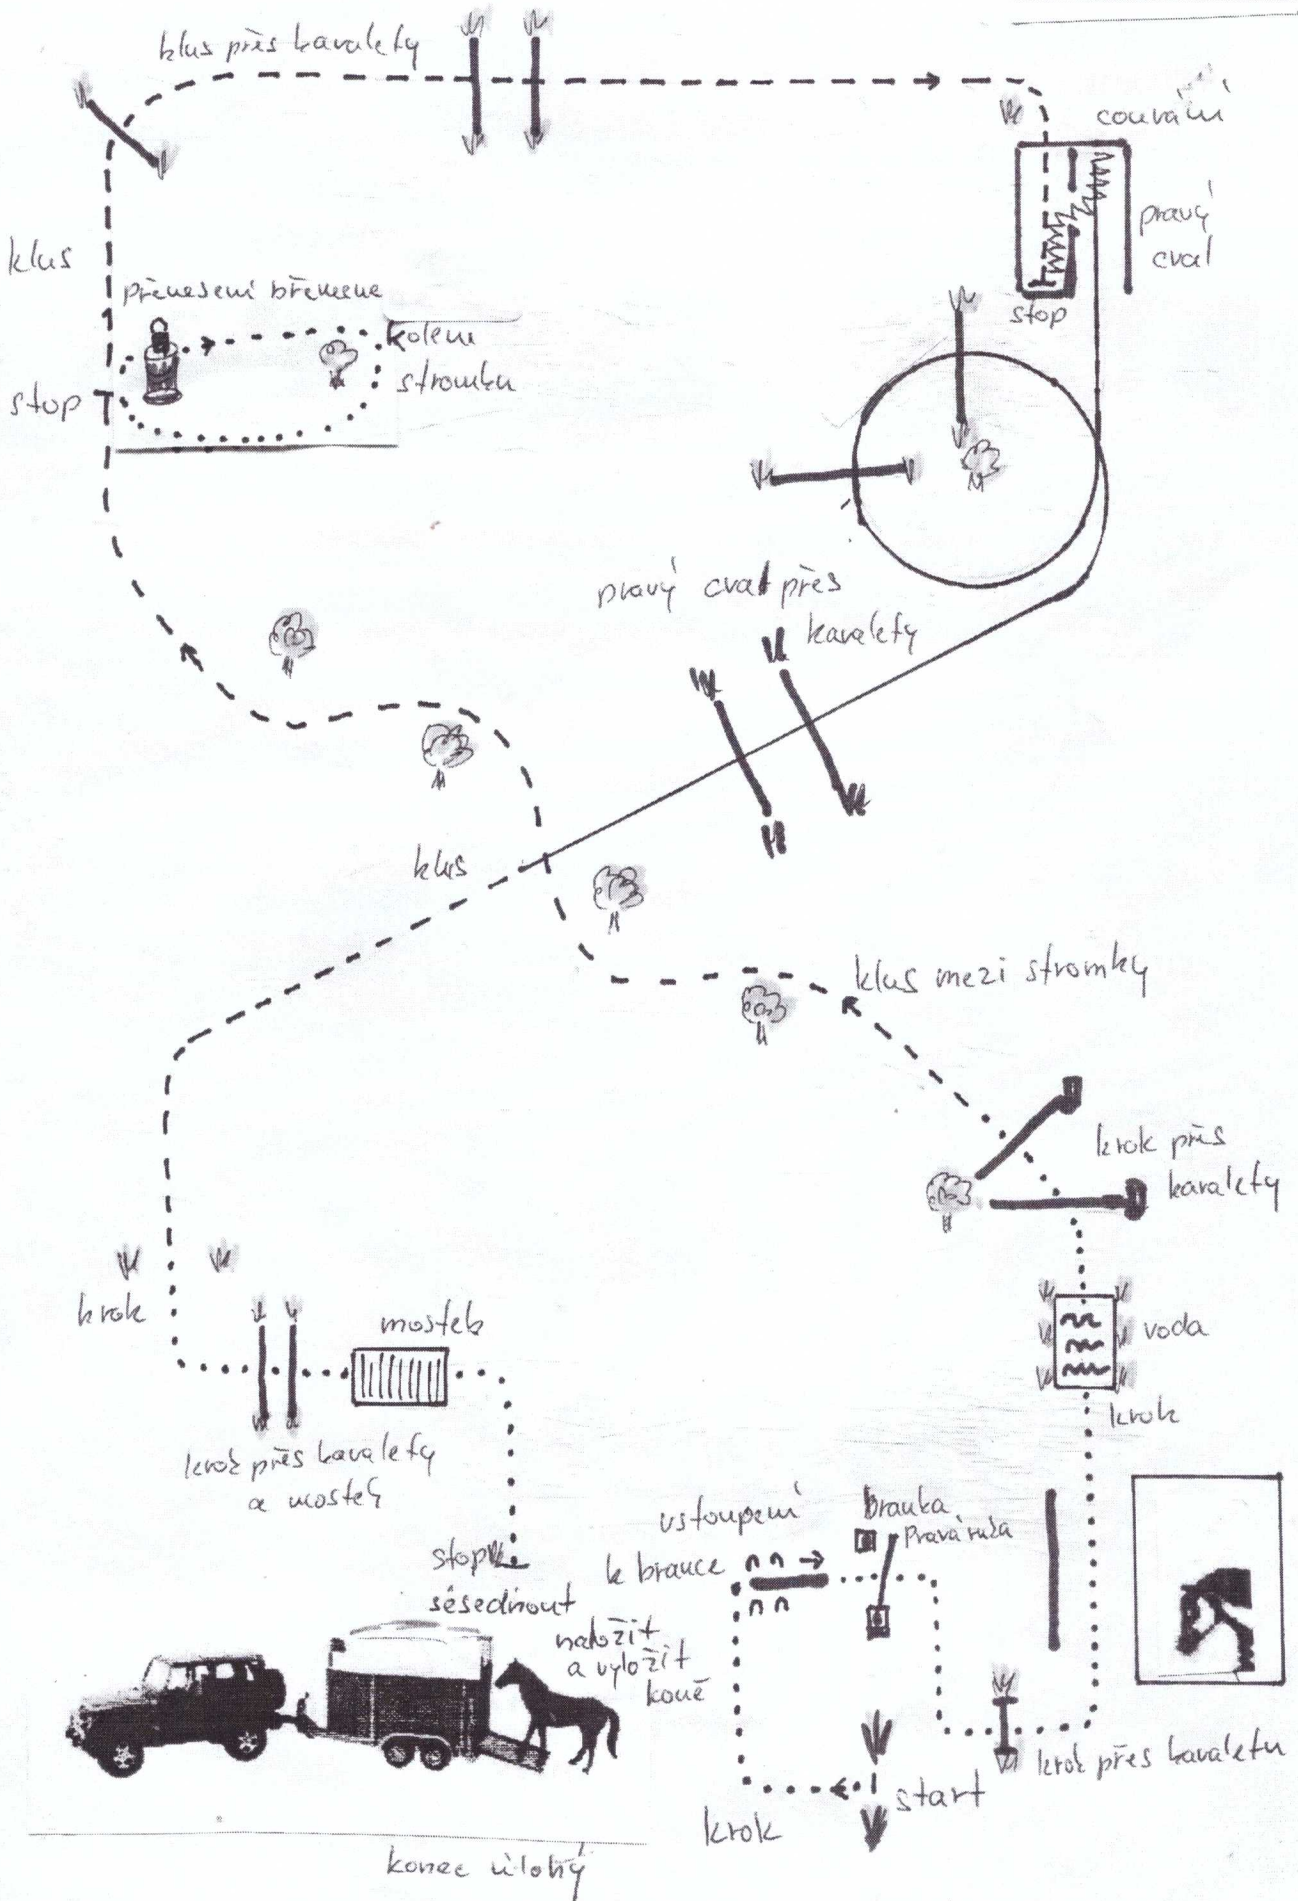 klus přes kavalety
couvání
pravý
cval
stop
klus
přenesení břemene
kolem
stromku
stop
pravý cval přes
kavalety
klus
klus mezi stromky
krok přes
kavalety
voda
krok
krok
mostek
krok přes kavalety
a mostek
stop
sesednout
naložit
a vyložit
koně
konec úlohy
vstoupení
k brance
branka
Pravá ruka
krok přes kavaletu
start
krok